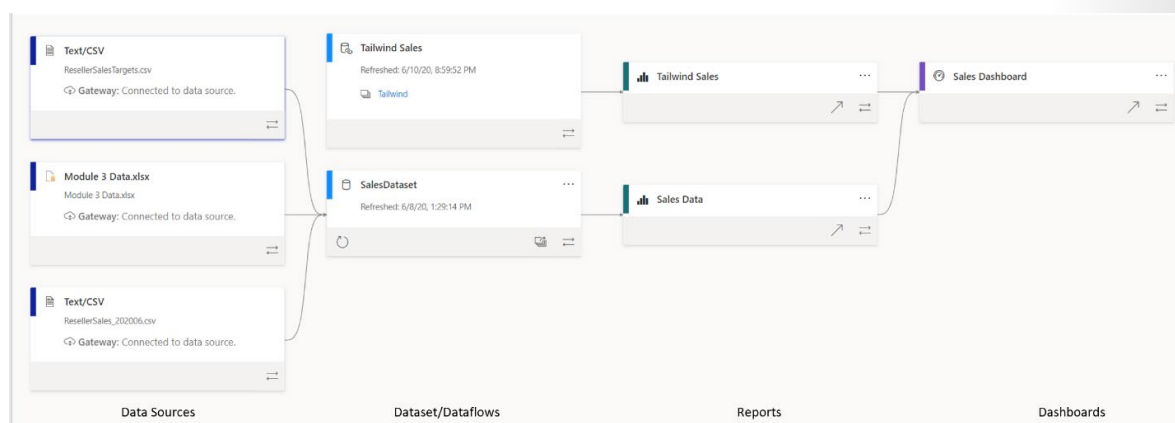 Text/CSV
ResellerSalesTargets.csv
Gateway: Connected to data source.
Module 3 Data.xlsx
Module 3 Data.xlsx
Gateway: Connected to data source.
Text/CSV
ResellerSales_202006.csv
Gateway: Connected to data source.
Tailwind Sales
Refreshed: 6/10/20, 8:59:52 PM
Tailwind
SalesDataset
Refreshed: 6/8/20, 1:29:14 PM
Tailwind Sales
Sales Data
Sales Dashboard
Data Sources
Dataset/Dataflows
Reports
Dashboards